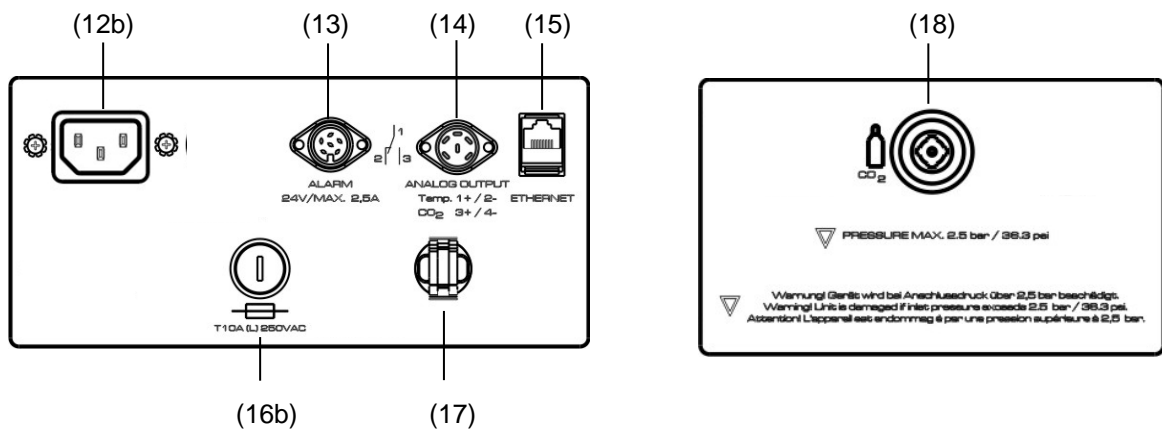 (12b)
(13)
(14)
(15)
(18)
1
2
3
ALARM
24V/MAX. 2,5A
ANALOG OUTPUT
Temp. 1+ / 2-
CO2 3+ / 4-
ETHERNET
T10A (L) 250VAC
(16b)
(17)
CO2
PRESSURE MAX. 2.5 bar / 36.3 psi
Warnung! Gerät wird bei Anschlussdruck über 2,5 bar beschädigt.
Warning! Unit is damaged if inlet pressure exceeds 2.5 bar / 36.3 psi.
Attention! L'appareil est endommag é par une pression supérieure à 2,5 bar.